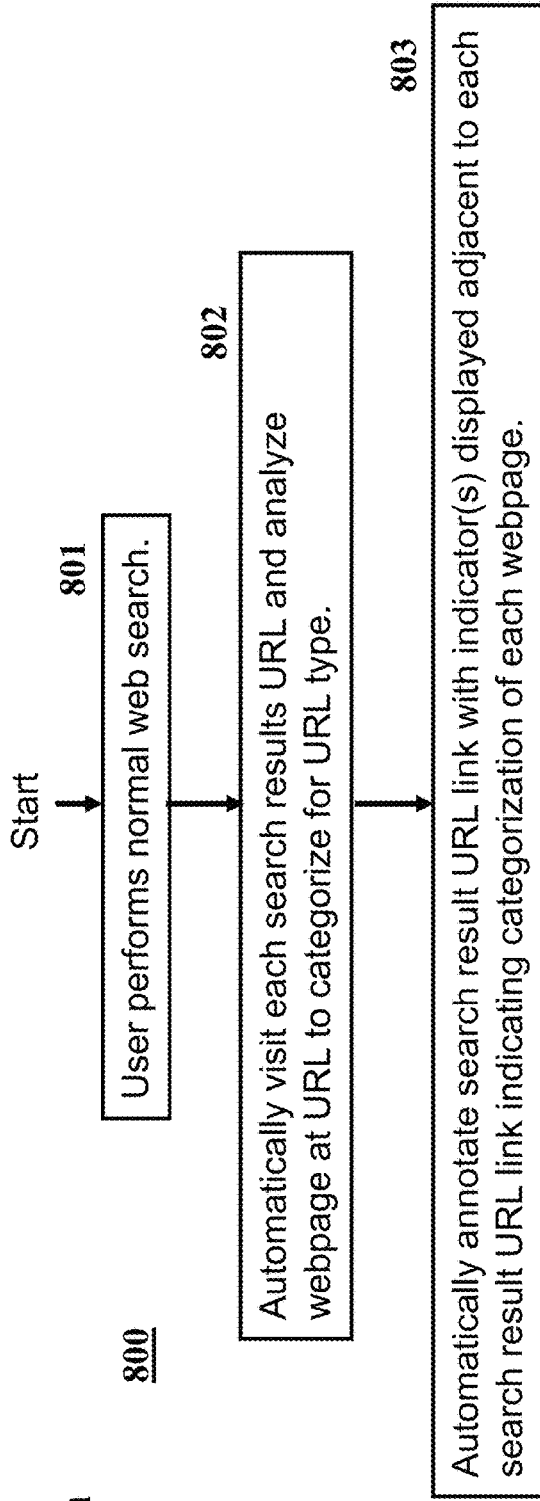 800
Start
801
User performs normal web search.
802
Automatically visit each search results URL and analyze
webpage at URL to categorize for URL type.
803
Automatically annotate search result URL link with indicator(s) displayed adjacent to each
search result URL link indicating categorization of each webpage.